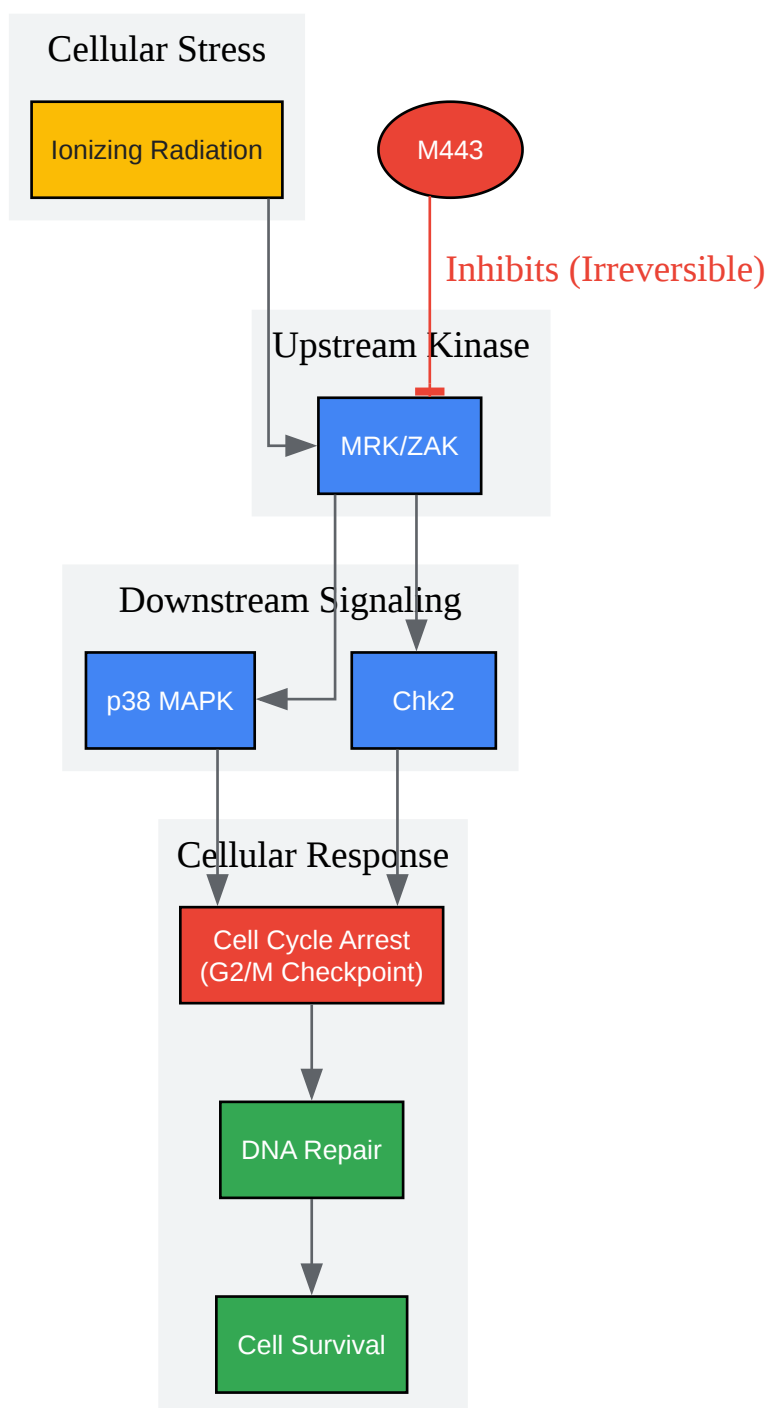 Cellular Stress
Ionizing Radiation
M443
Inhibits (Irreversible)
Upstream Kinase
MRK/ZAK
Downstream Signaling
p38 MAPK
Chk2
Cellular Response
Cell Cycle Arrest
(G2/M Checkpoint)
DNA Repair
Cell Survival